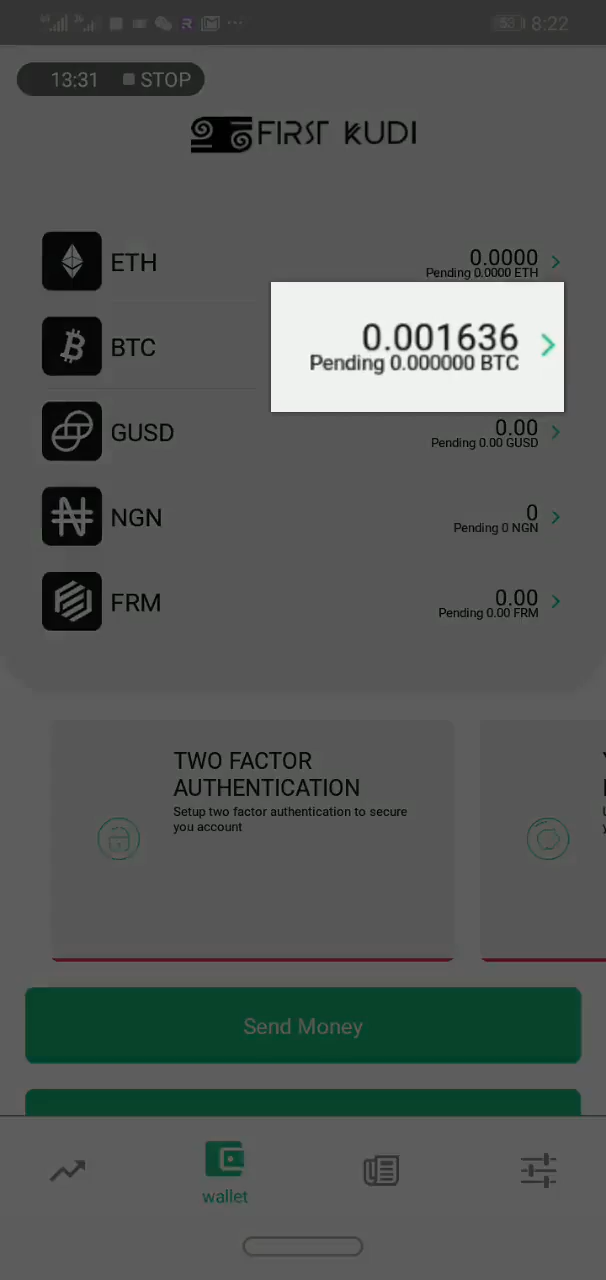 53 8:22
13:31 STOP
FIRST KUDI
ETH
0.0000
Pending 0.0000 ETH
BTC
0.001636
Pending 0.000000 BTC
GUSD
0.00
Pending 0.00 GUSD
NGN
0
Pending 0 NGN
FRM
0.00
Pending 0.00 FRM
TWO FACTOR
AUTHENTICATION
Setup two factor authentication to secure
you account
Send Money
wallet